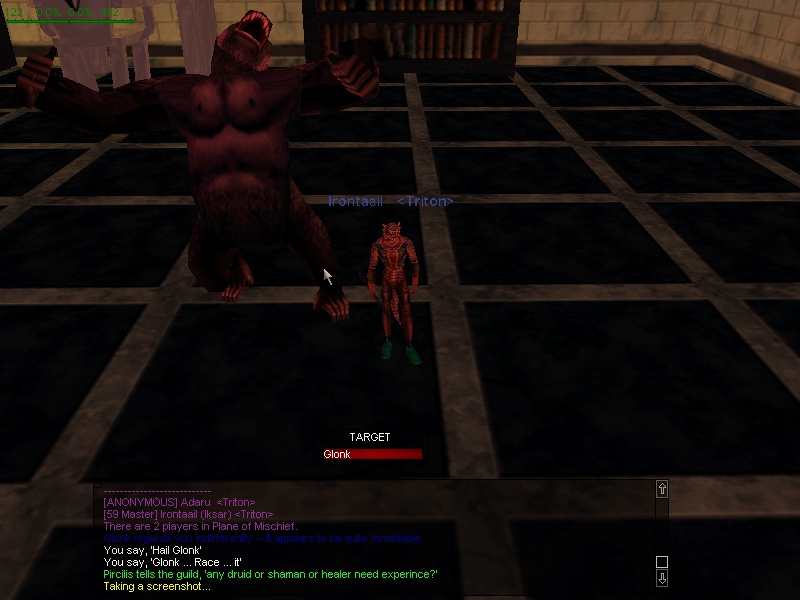 Irontaail <Triton>
TARGET
Glonk
---------------------------
[ANONYMOUS] Adaru <Triton>
[59 Master] Irontaail (Iksar) <Triton>
There are 2 players in Plane of Mischief.
Glonk regards you indifferently -- it appears to be quite formidable.
You say, 'Hail Glonk'
You say, 'Glonk ... Race ... it'
Pircilis tells the guild, 'any druid or shaman or healer need experince?'
Taking a screenshot...